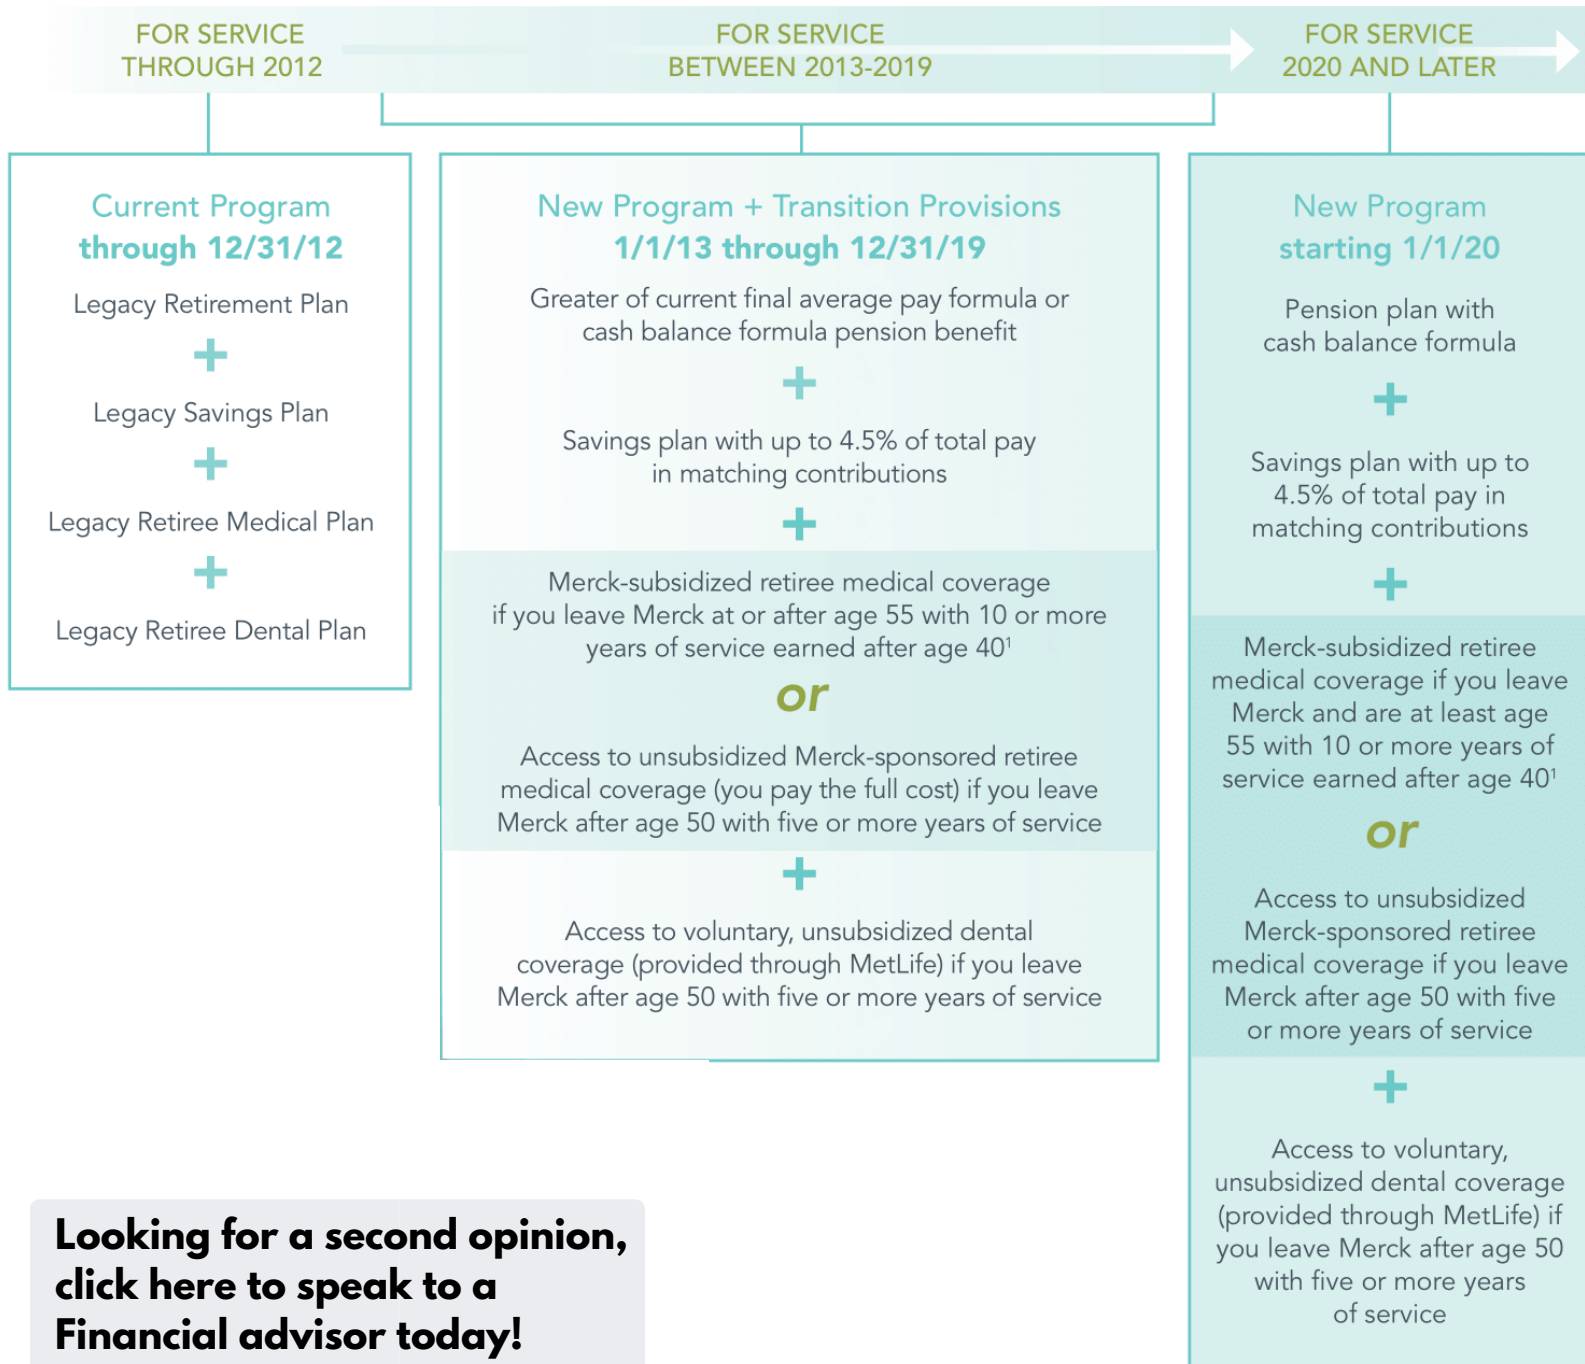 FOR SERVICE
THROUGH 2012
FOR SERVICE
BETWEEN 2013-2019
FOR SERVICE
2020 AND LATER
Current Program
through 12/31/12
Legacy Retirement Plan
+
Legacy Savings Plan
+
Legacy Retiree Medical Plan
+
Legacy Retiree Dental Plan
New Program + Transition Provisions
1/1/13 through 12/31/19
Greater of current final average pay formula or
cash balance formula pension benefit
+
Savings plan with up to 4.5% of total pay
in matching contributions
+
Merck-subsidized retiree medical coverage
if you leave Merck at or after age 55 with 10 or more
years of service earned after age 40¹
or
Access to unsubsidized Merck-sponsored retiree
medical coverage (you pay the full cost) if you leave
Merck after age 50 with five or more years of service
+
Access to voluntary, unsubsidized dental
coverage (provided through MetLife) if you leave
Merck after age 50 with five or more years of service
New Program
starting 1/1/20
Pension plan with
cash balance formula
+
Savings plan with up to
4.5% of total pay in
matching contributions
+
Merck-subsidized retiree
medical coverage if you leave
Merck and are at least age
55 with 10 or more years of
service earned after age 40¹
or
Access to unsubsidized
Merck-sponsored retiree
medical coverage if you leave
Merck after age 50 with five
or more years of service
+
Access to voluntary,
unsubsidized dental coverage
(provided through MetLife) if
you leave Merck after age 50
with five or more years
of service
Looking for a second opinion,
click here to speak to a
Financial advisor today!